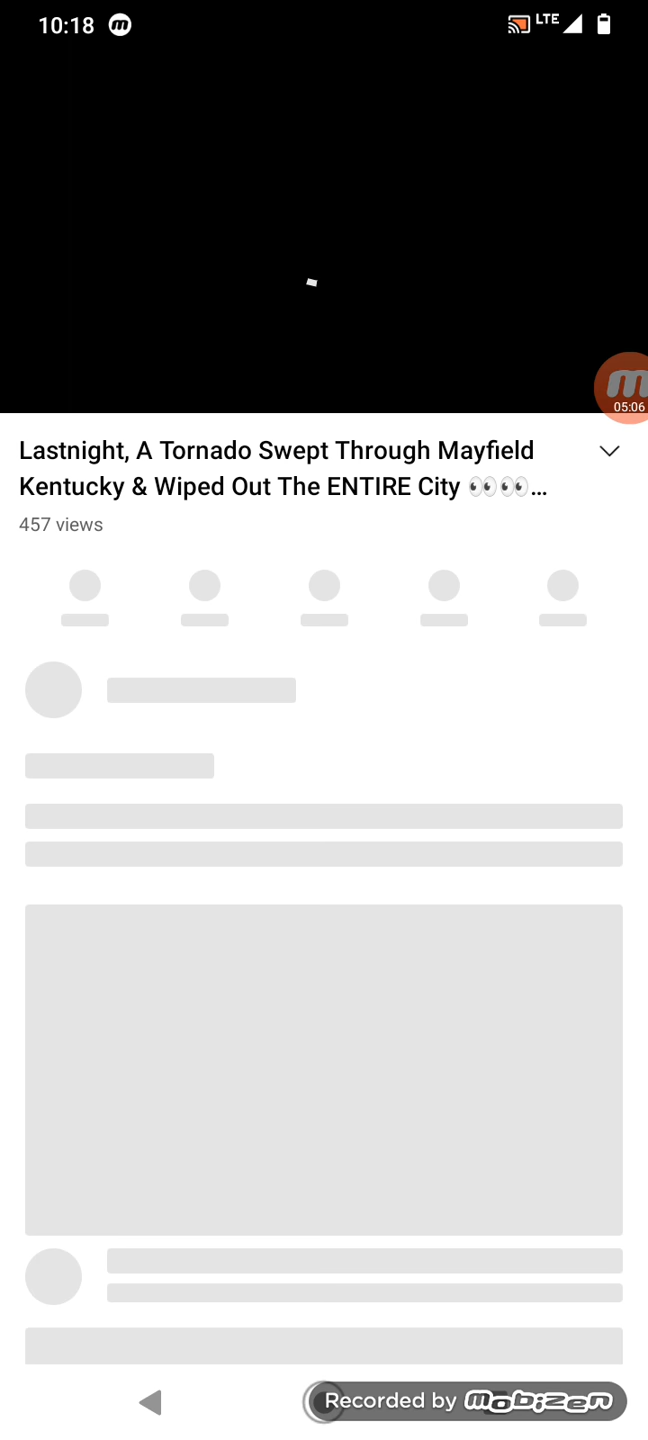 10:18
LTE
05:06
Lastnight, A Tornado Swept Through Mayfield
Kentucky & Wiped Out The ENTIRE City 👀👀...
457 views
Recorded by mobizen